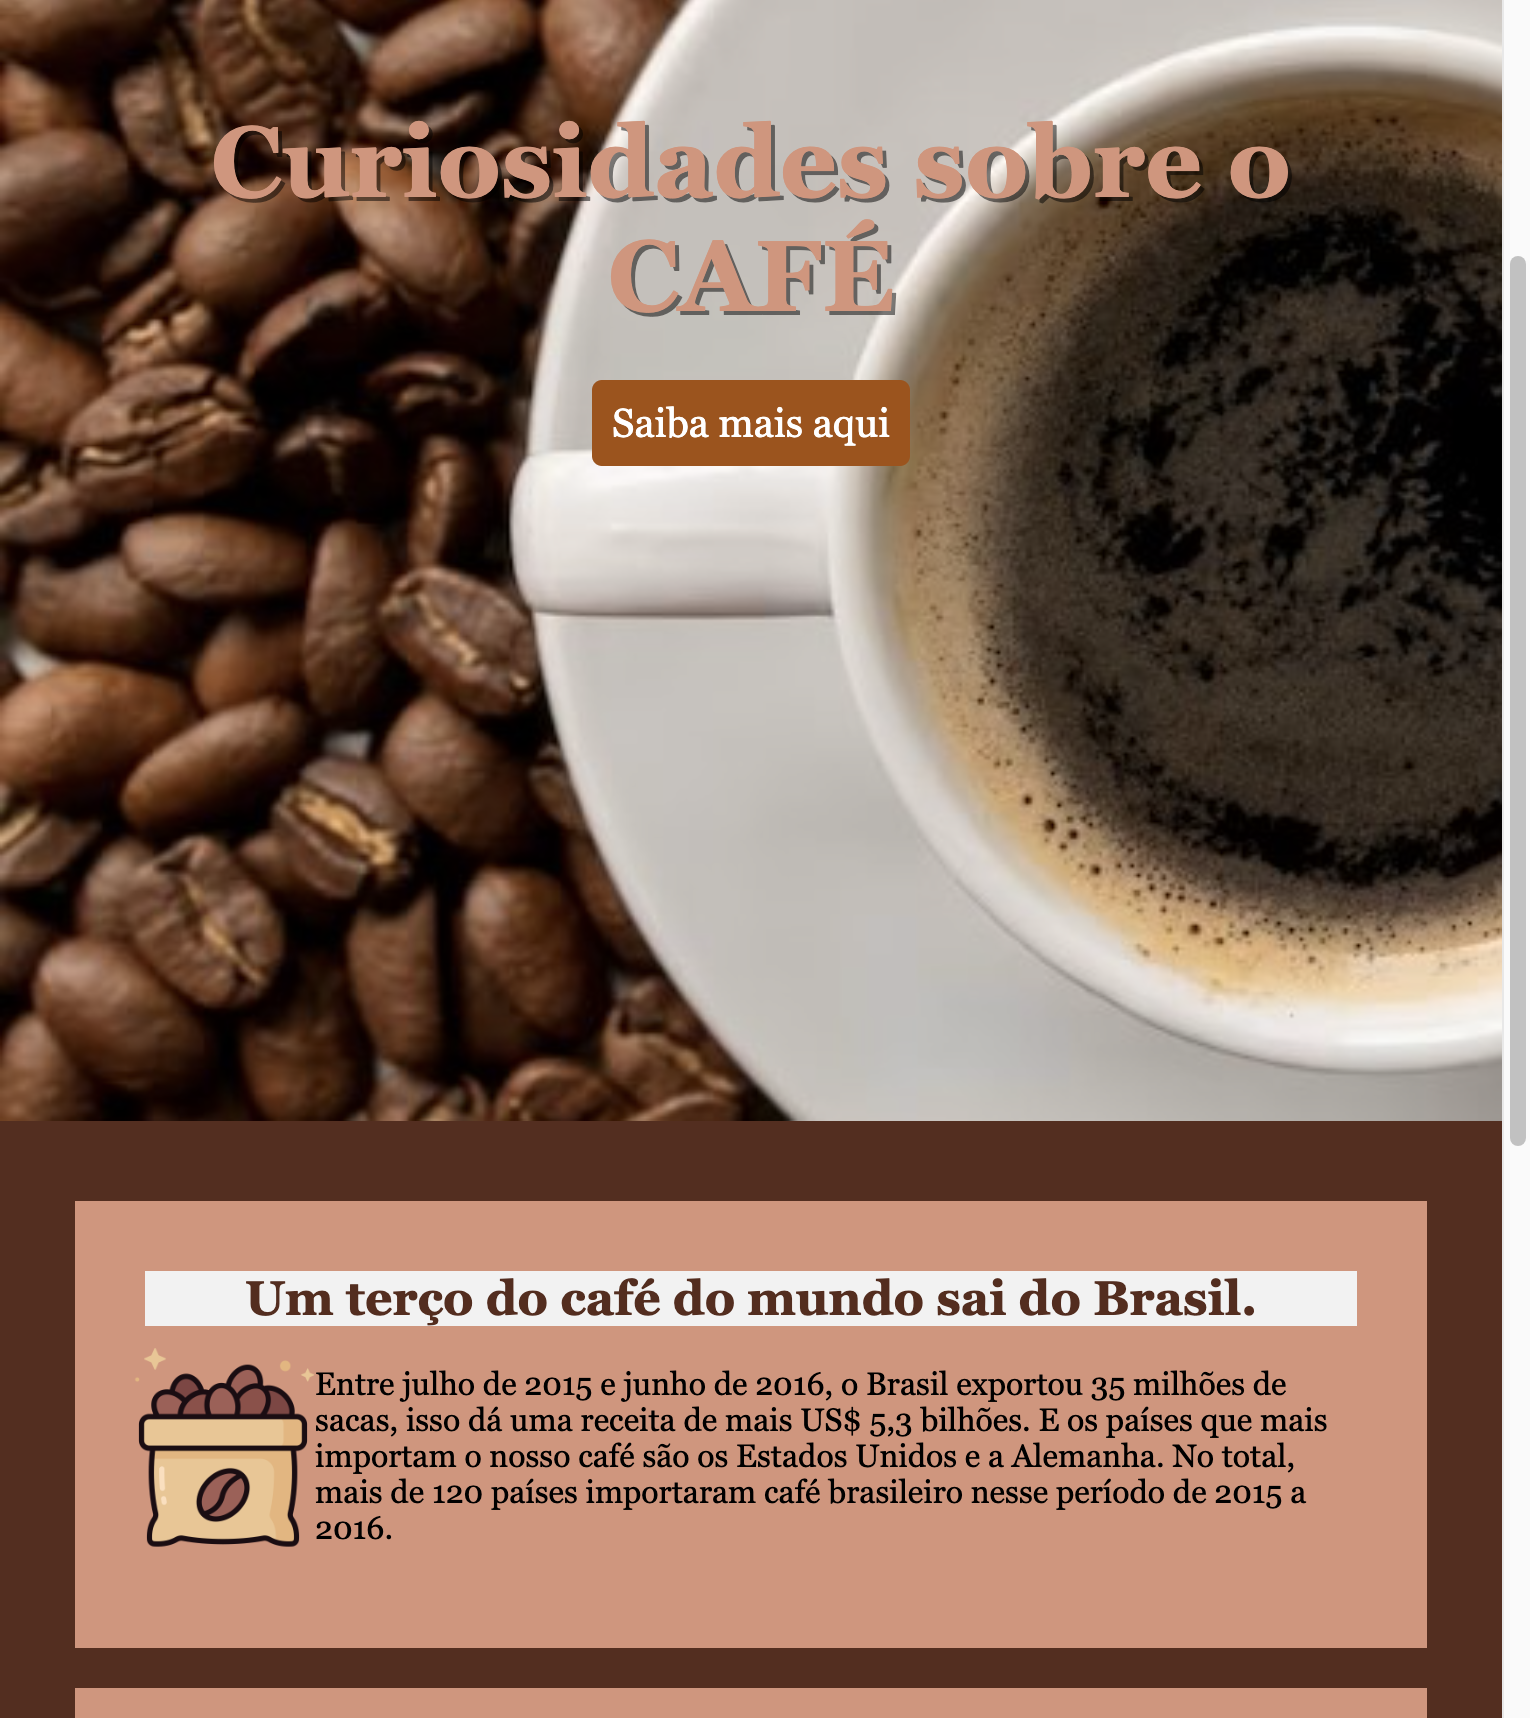 Curiosidades sobre o
CAFÉ
Saiba mais aqui
Um terço do café do mundo sai do Brasil.
Entre julho de 2015 e junho de 2016, o Brasil exportou 35 milhões de
sacas, isso dá uma receita de mais US$ 5,3 bilhões. E os países que mais
importam o nosso café são os Estados Unidos e a Alemanha. No total,
mais de 120 países importaram café brasileiro nesse período de 2015 a
2016.